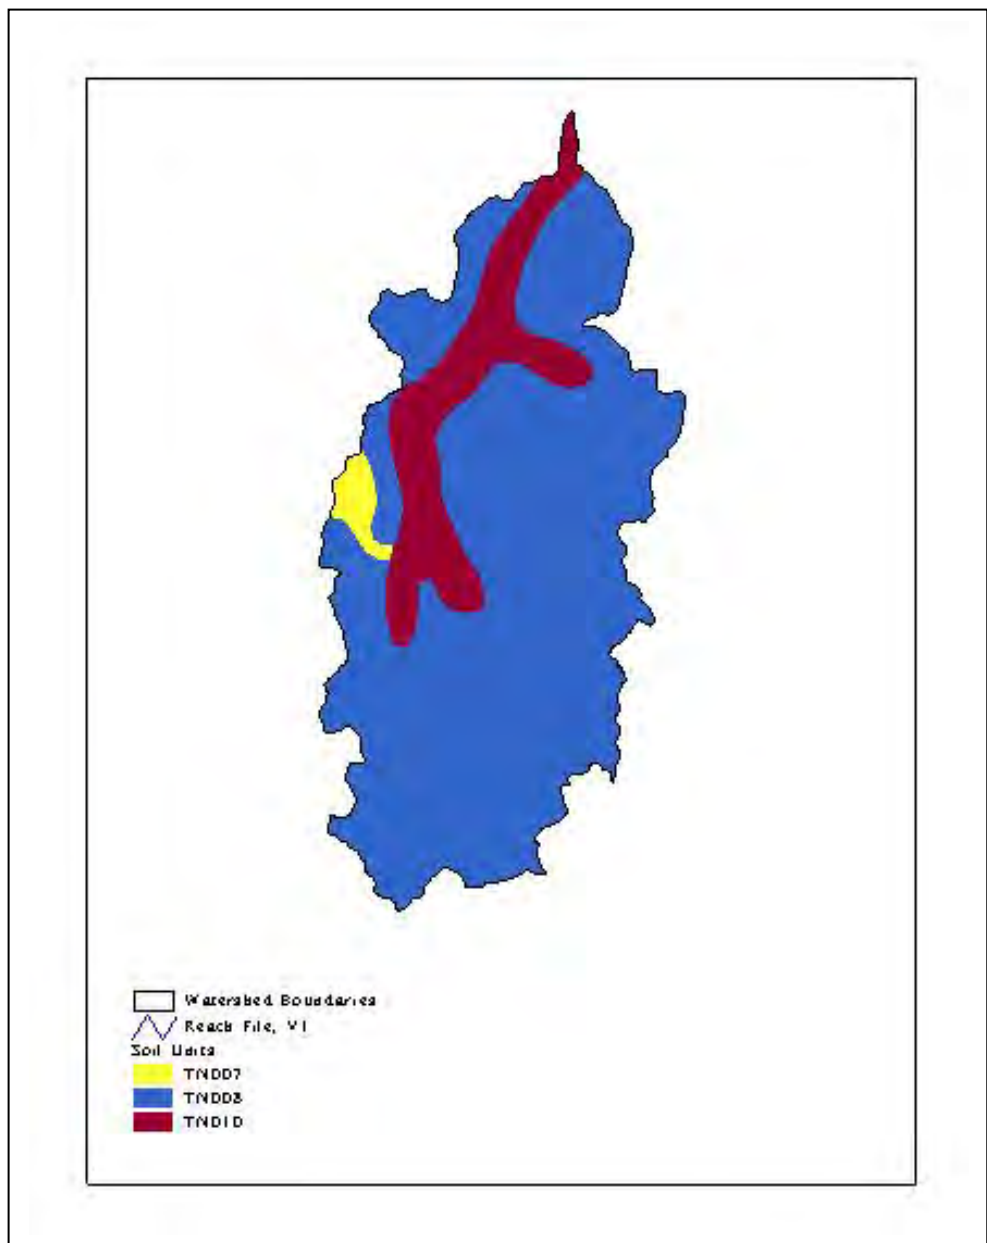 Watershed Boundaries
Reach File, V1
Soil Units
TN007
TN008
TN010